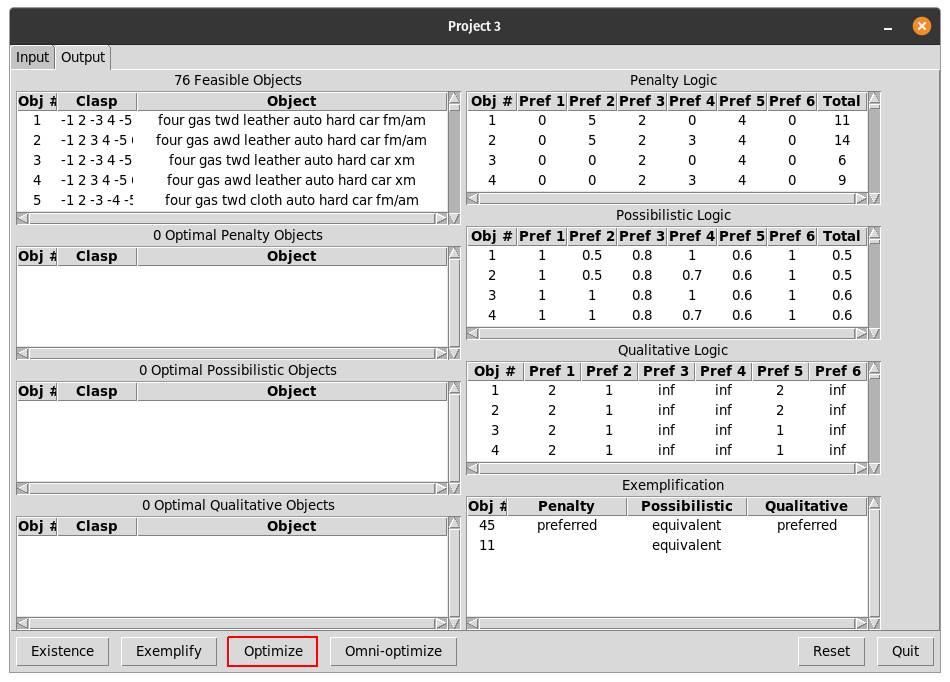 Project 3
Input Output
76 Feasible Objects
Obj # Clasp Object
1 -1 2 -3 4 -5 four gas twd leather auto hard car fm/am
2 -1 2 3 4 -5 four gas awd leather auto hard car fm/am
3 -1 2 -3 4 -5 four gas twd leather auto hard car xm
4 -1 2 3 4 -5 four gas awd leather auto hard car xm
5 -1 2 -3 -4 -5 four gas twd cloth auto hard car fm/am
0 Optimal Penalty Objects
Obj # Clasp Object
0 Optimal Possibilistic Objects
Obj # Clasp Object
0 Optimal Qualitative Objects
Obj # Clasp Object
Penalty Logic
Obj # Pref 1 Pref 2 Pref 3 Pref 4 Pref 5 Pref 6 Total
1 0 5 2 0 4 0 11
2 0 5 2 3 4 0 14
3 0 0 2 0 4 0 6
4 0 0 2 3 4 0 9
Possibilistic Logic
Obj # Pref 1 Pref 2 Pref 3 Pref 4 Pref 5 Pref 6 Total
1 1 0.5 0.8 1 0.6 1 0.5
2 1 0.5 0.8 0.7 0.6 1 0.5
3 1 1 0.8 1 0.6 1 0.6
4 1 1 0.8 0.7 0.6 1 0.6
Qualitative Logic
Obj # Pref 1 Pref 2 Pref 3 Pref 4 Pref 5 Pref 6
1 2 1 inf inf 2 inf
2 2 1 inf inf 2 inf
3 2 1 inf inf 1 inf
4 2 1 inf inf 1 inf
Exemplification
Obj # Penalty Possibilistic Qualitative
45 preferred equivalent preferred
11 equivalent
Existence Exemplify Optimize Omni-optimize Reset Quit